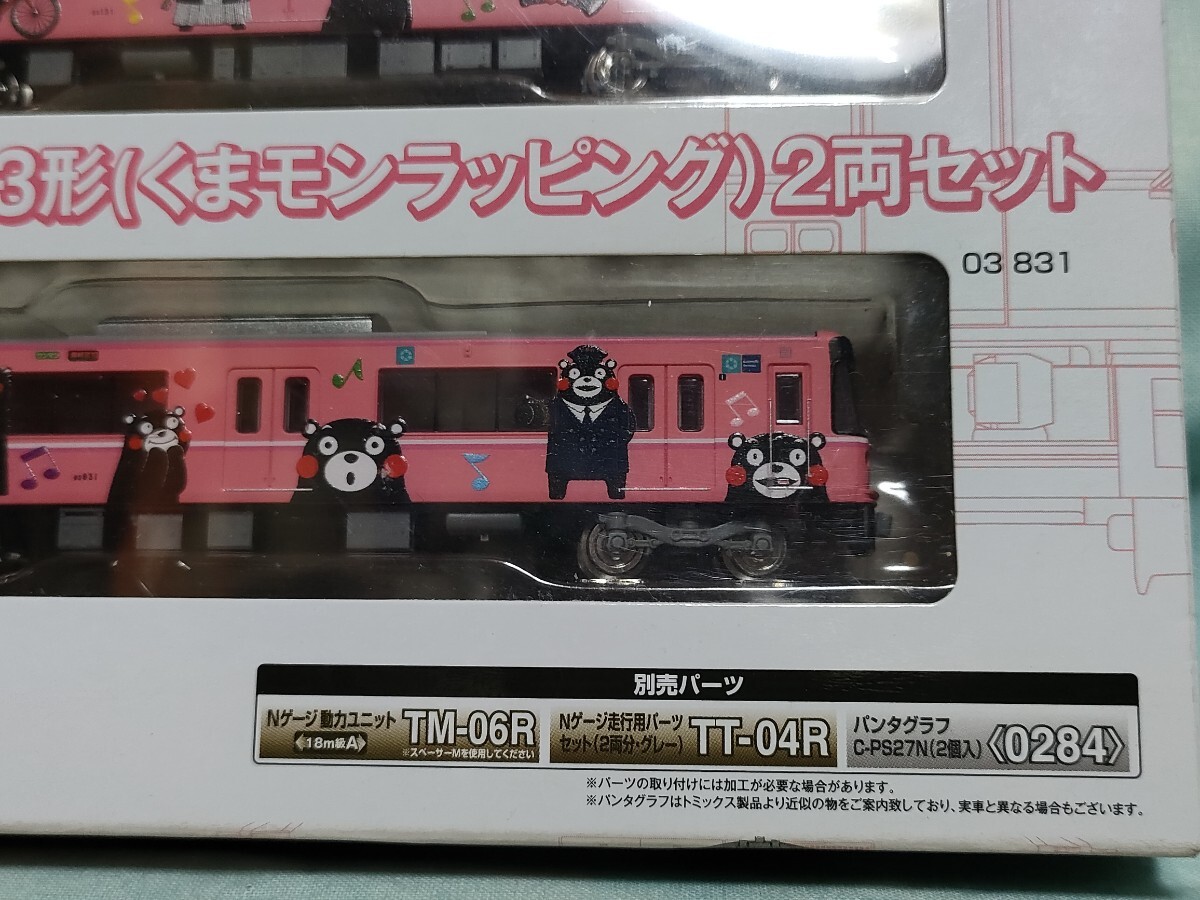 3形(くまモンラッピング)2両セット
03 831
別売パーツ
Nゲージ 動力ユニット
18m級A
TM-06R
※スペーサーMを使用してください
Nゲージ走行用パーツ
セット(2両分・グレー)
TT-04R
パンタグラフ
C-PS27N(2個入)
《0284》
※パーツの取り付けには加工が必要な場合があります。
※パンタグラフはトミックス製品より近似の物をご案内致しており、実車と異なる場合もございます。